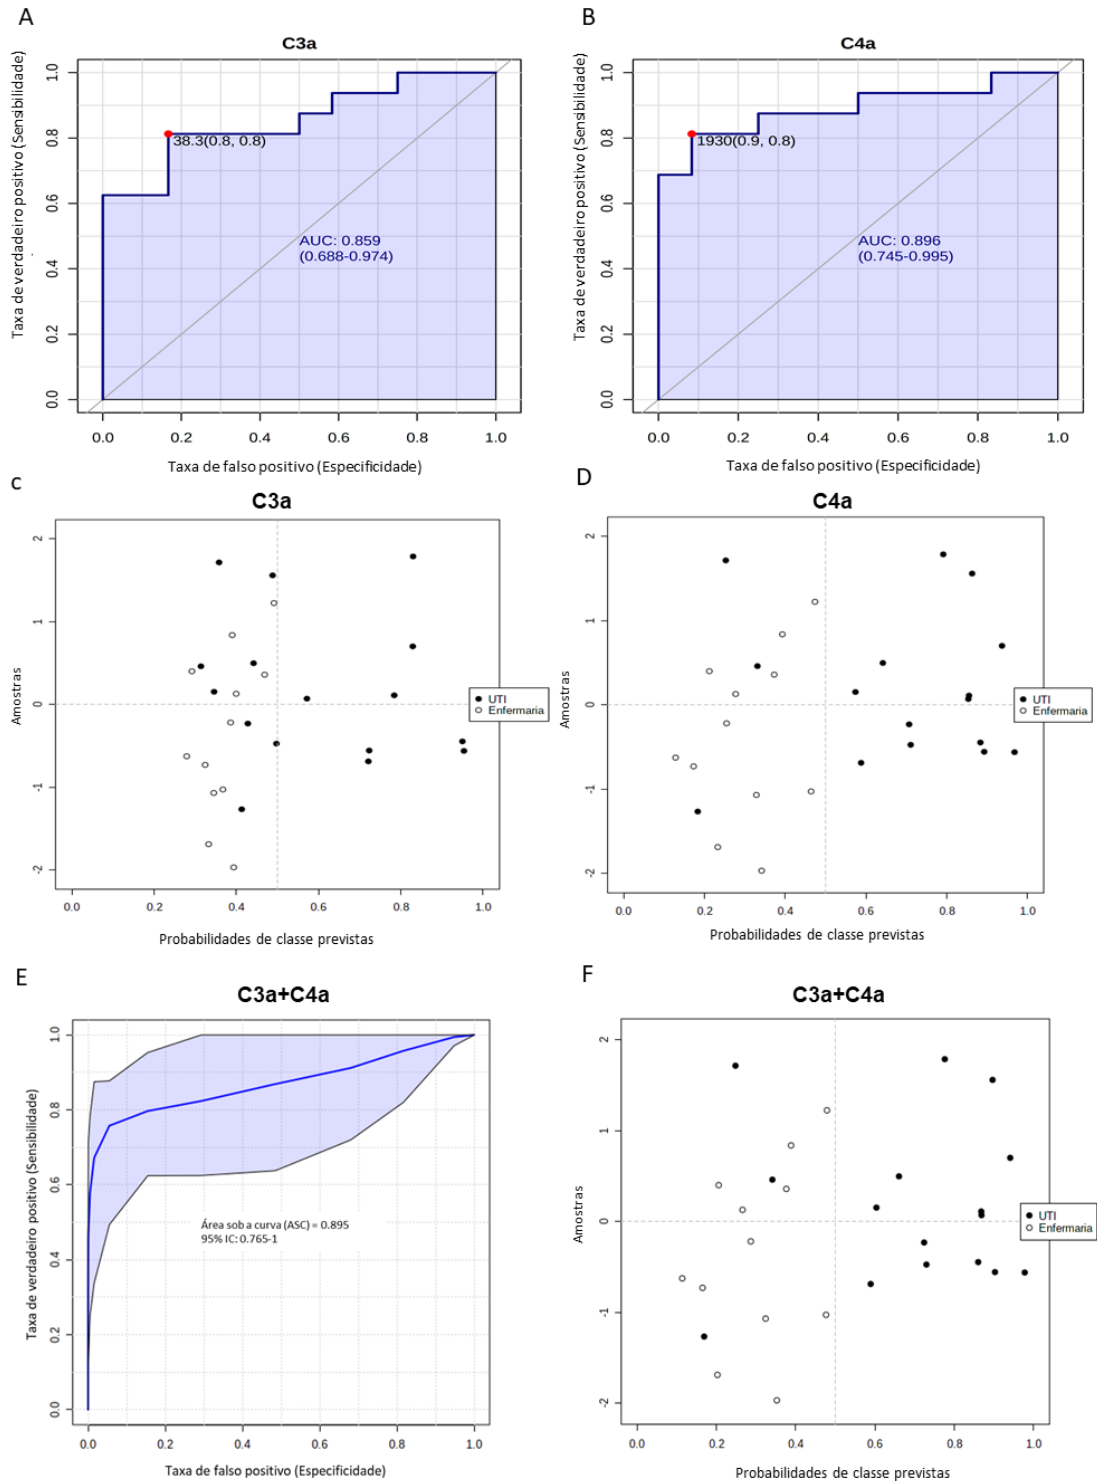 A
C3a
Taxa de verdadeiro positivo (Sensibilidade)
1.0
0.8
0.6
0.4
0.2
0.0
38.3(0.8, 0.8)
AUC: 0.859
(0.688-0.974)
0.0 0.2 0.4 0.6 0.8 1.0
Taxa de falso positivo (Especificidade)
B
C4a
Taxa de verdadeiro positivo (Sensibilidade)
1.0
0.8
0.6
0.4
0.2
0.0
1930(0.9, 0.8)
AUC: 0.896
(0.745-0.995)
0.0 0.2 0.4 0.6 0.8 1.0
Taxa de falso positivo (Especificidade)
c
C3a
Amostras
2
1
0
-1
-2
UTI
Enfermaria
0.0 0.2 0.4 0.6 0.8 1.0
Probabilidades de classe previstas
D
C4a
Amostras
2
1
0
-1
-2
UTI
Enfermaria
0.0 0.2 0.4 0.6 0.8 1.0
Probabilidades de classe previstas
E
C3a+C4a
Taxa de verdadeiro positivo (Sensibilidade)
1.0
0.8
0.6
0.4
0.2
0.0
Área sob a curva (ASC) = 0.895
95% IC: 0.765-1
0.0 0.2 0.4 0.6 0.8 1.0
Taxa de falso positivo (Especificidade)
F
C3a+C4a
Amostras
2
1
0
-1
-2
UTI
Enfermaria
0.0 0.2 0.4 0.6 0.8 1.0
Probabilidades de classe previstas